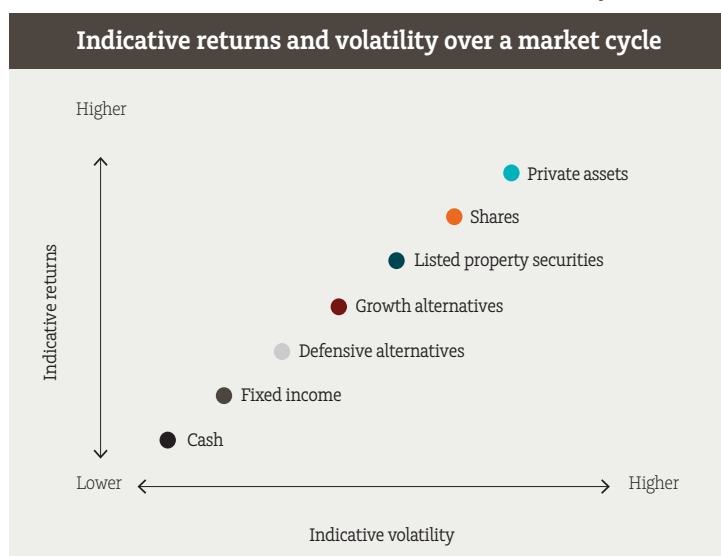 Indicative returns and volatility over a market cycle
Higher
Private assets
Shares
Listed property securities
Indicative returns
Growth alternatives
Defensive alternatives
Fixed income
Cash
Lower
Higher
Indicative volatility